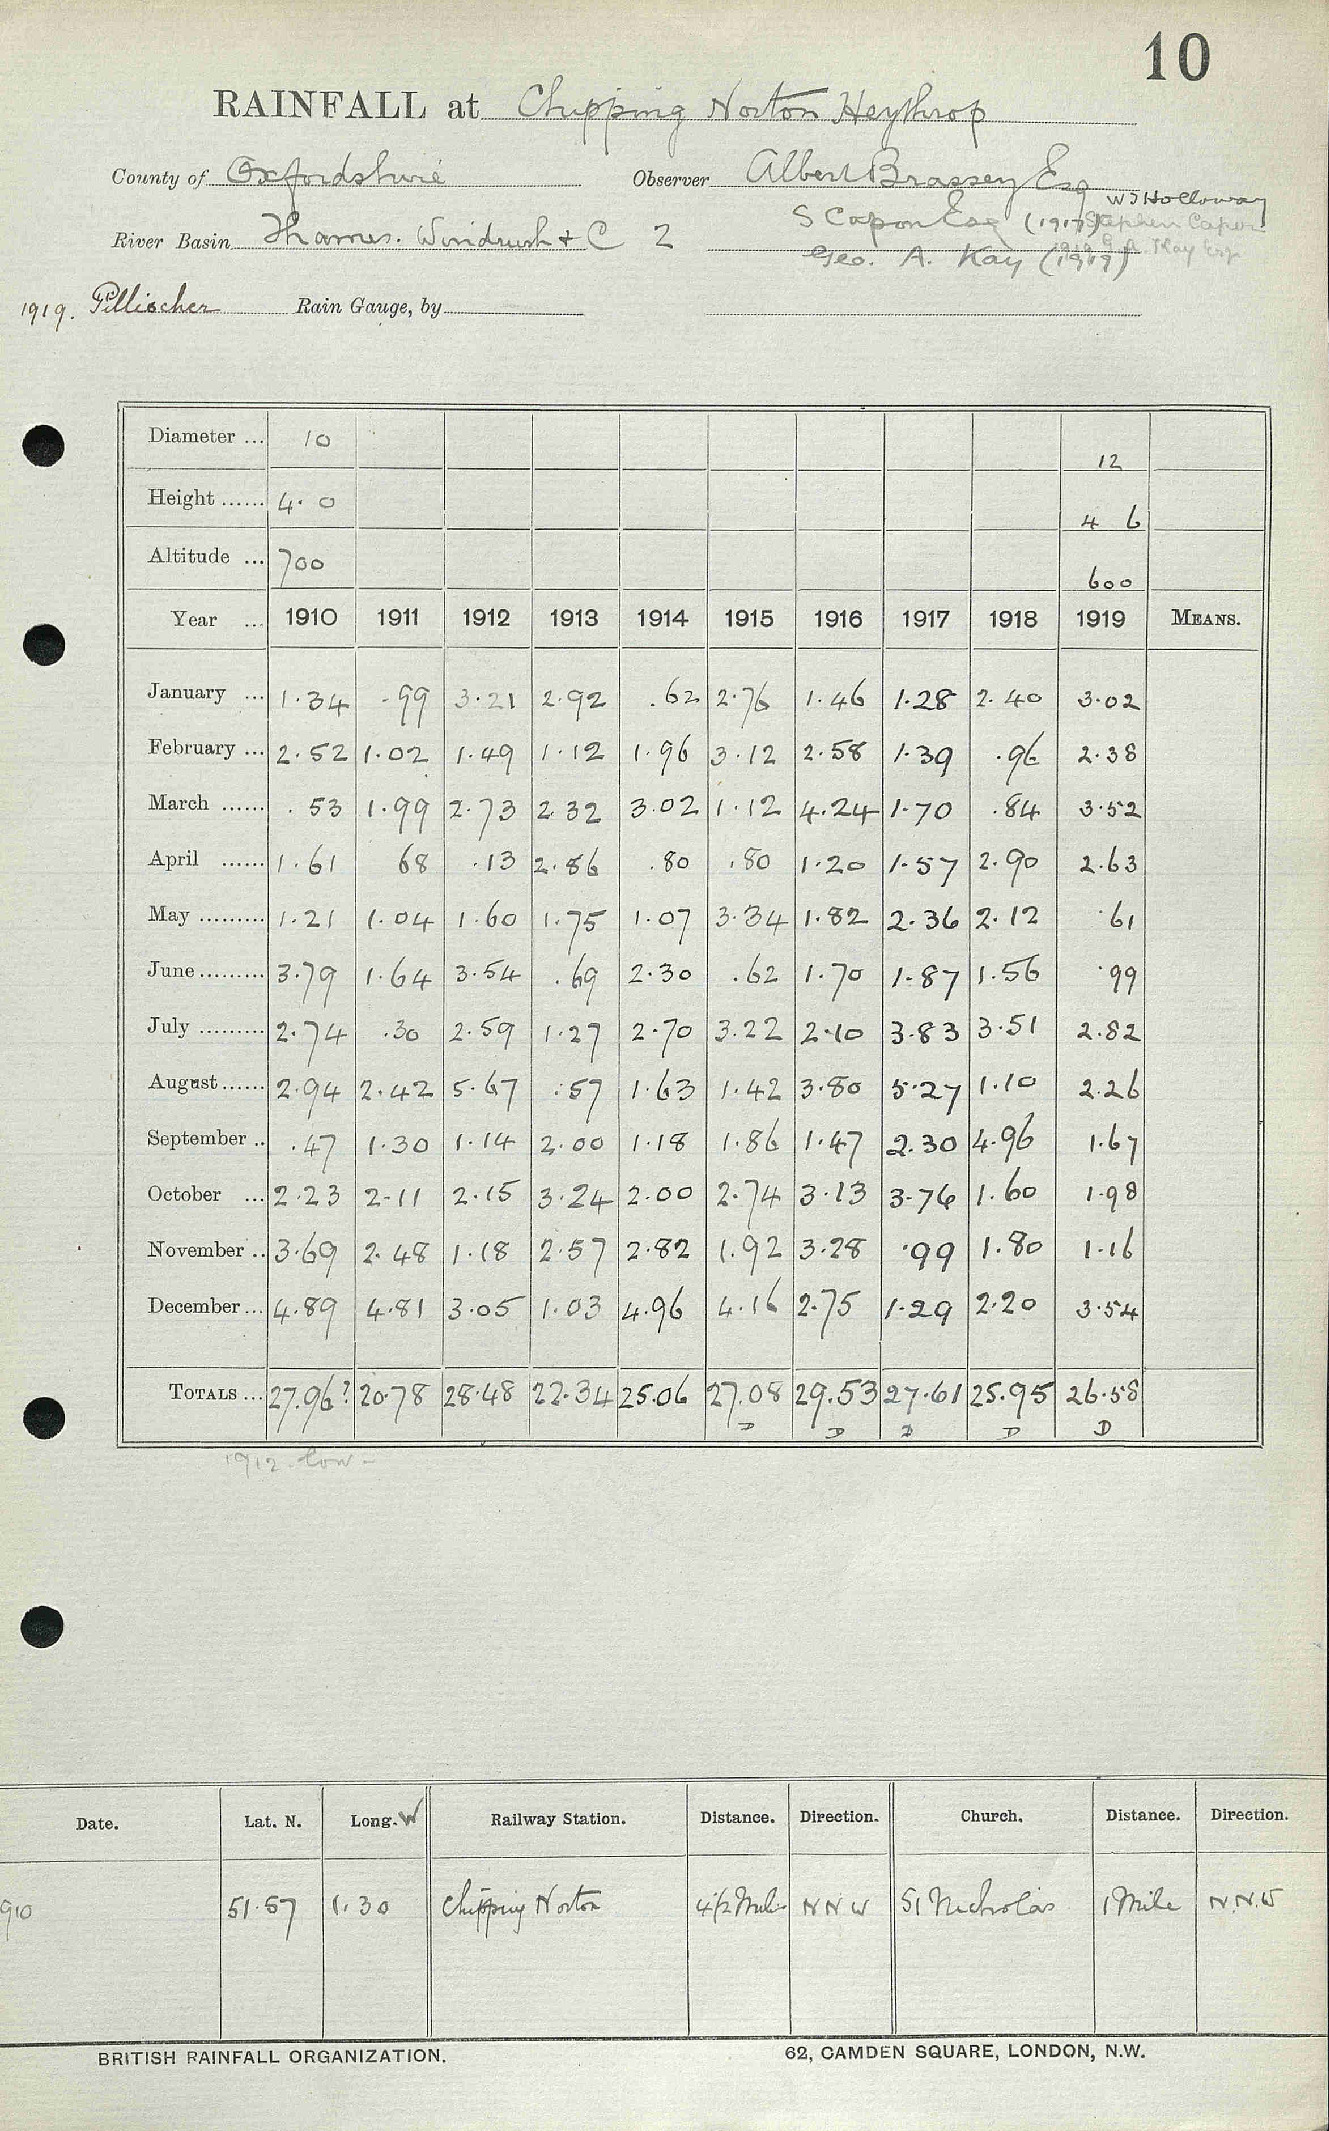 10
RAINFALL at Chipping Norton Heythrop
County of Oxfordshire Observer Albert Brassey Esq W J Holloway
River Basin Thames. Windrush & C 2 S Capon Esq (1917) Stephen Capon
Geo. A. Kay (1919)
1919. Pillischer Rain Gauge, by
Diameter ... 10 12
Height ...... 4. 0 4 6
Altitude ... 700 600
Year ... 1910 1911 1912 1913 1914 1915 1916 1917 1918 1919 MEANS.
January ... 1.34 .99 3.21 2.92 .62 2.76 1.46 1.28 2.40 3.02
February ... 2.52 1.02 1.49 1.12 1.96 3.12 2.58 1.39 .96 2.38
March ...... .53 1.99 2.73 2.32 3.02 1.12 4.24 1.70 .84 3.52
April ...... 1.61 68 .13 2.86 .80 .80 1.20 1.57 2.90 2.63
May ......... 1.21 1.04 1.60 1.75 1.07 3.34 1.82 2.36 2.12 .61
June ......... 3.79 1.64 3.54 .69 2.30 .62 1.70 1.87 1.56 .99
July ......... 2.74 .30 2.59 1.27 2.70 3.22 2.10 3.83 3.51 2.82
August ...... 2.94 2.42 5.67 .57 1.63 1.42 3.80 5.27 1.10 2.26
September .. .47 1.30 1.14 2.00 1.18 1.86 1.47 2.30 4.96 1.67
October ... 2.23 2.11 2.15 3.24 2.00 2.74 3.13 3.76 1.60 1.98
November .. 3.69 2.48 1.18 2.57 2.82 1.92 3.28 .99 1.80 1.16
December ... 4.89 4.81 3.05 1.03 4.96 4.16 2.75 1.29 2.20 3.54
TOTALS ... 27.96? 20.78 28.48 22.34 25.06 27.08 29.53 27.61 25.95 26.58
D D D D D
1912 low -
Date. Lat. N. Long. W Railway Station. Distance. Direction. Church. Distance. Direction.
910 51.57 1.30 Chipping Norton 4 1/2 Miles N N W St Nicholas 1 Mile N.N.W
BRITISH RAINFALL ORGANIZATION. 62, CAMDEN SQUARE, LONDON, N.W.